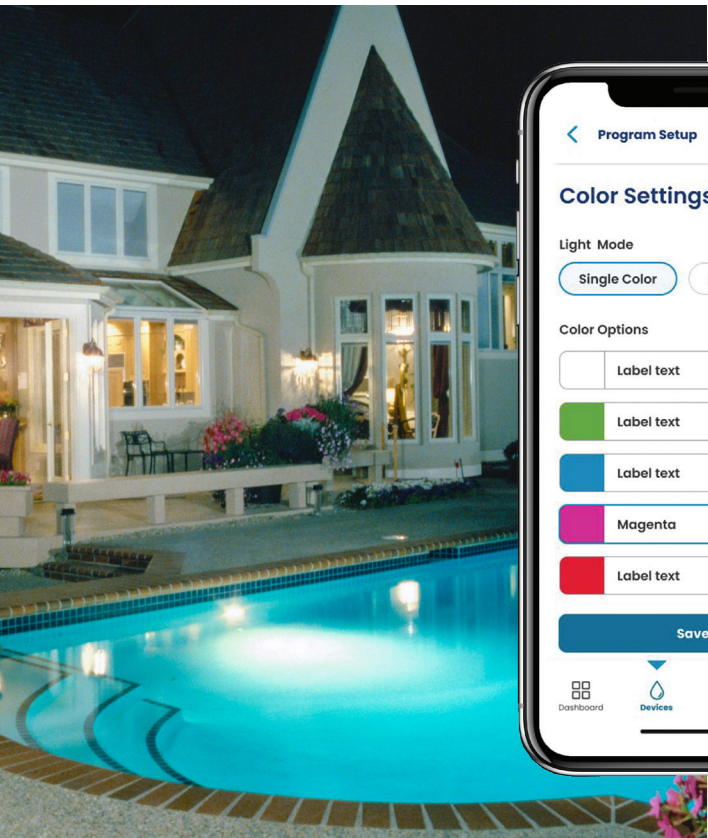 Program Setup
Color Settings
Light Mode
Single Color
Color Options
Label text
Label text
Label text
Magenta
Label text
Save
Dashboard
Devices